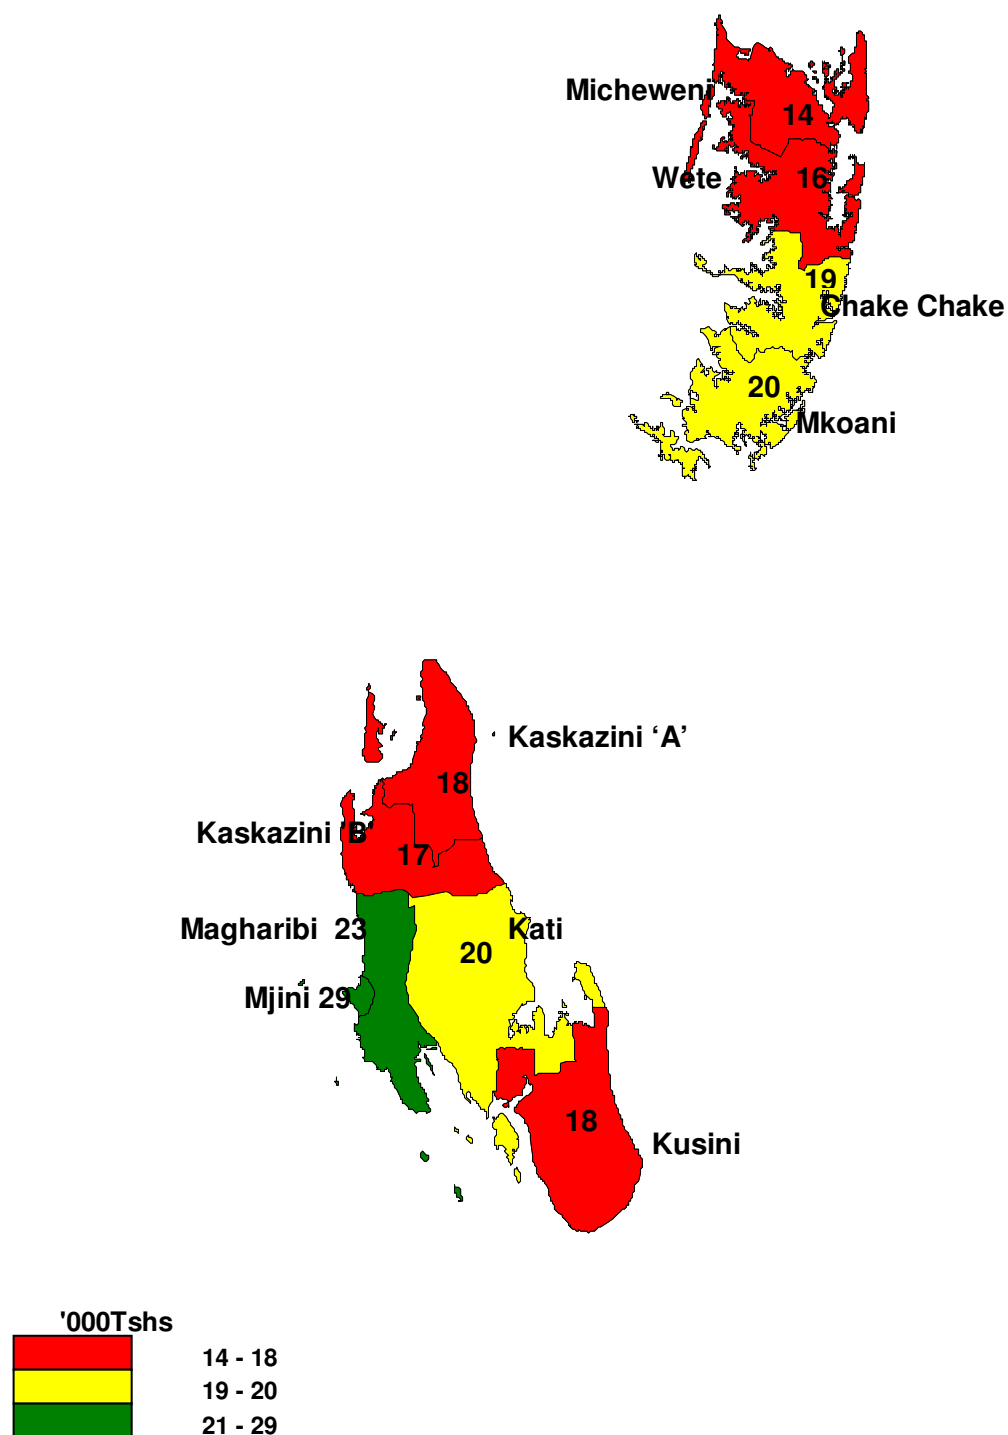 Micheweni
14
Wete
16
19
Chake Chake
20
Mkoani
Kaskazini ‘A’
18
Kaskazini 'B'
17
Magharibi 23
Kati
20
Mjini 29
18
Kusini
'000Tshs
14 - 18
19 - 20
21 - 29